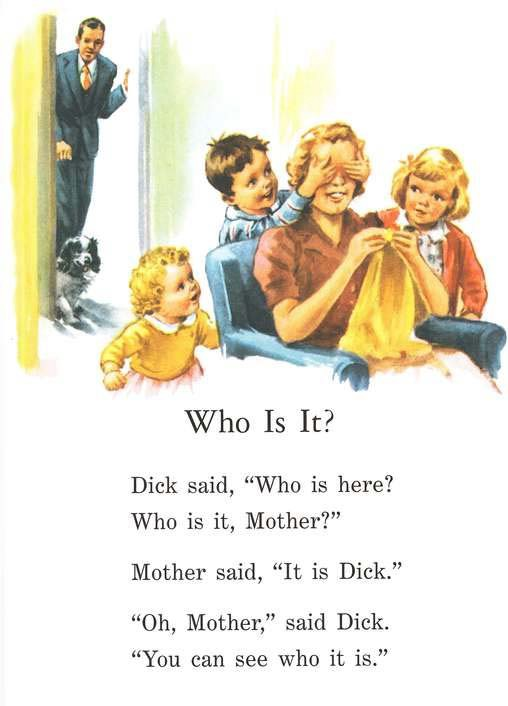 Who Is It?
Dick said, “Who is here?
Who is it, Mother?”
Mother said, “It is Dick.”
“Oh, Mother,” said Dick.
“You can see who it is.”